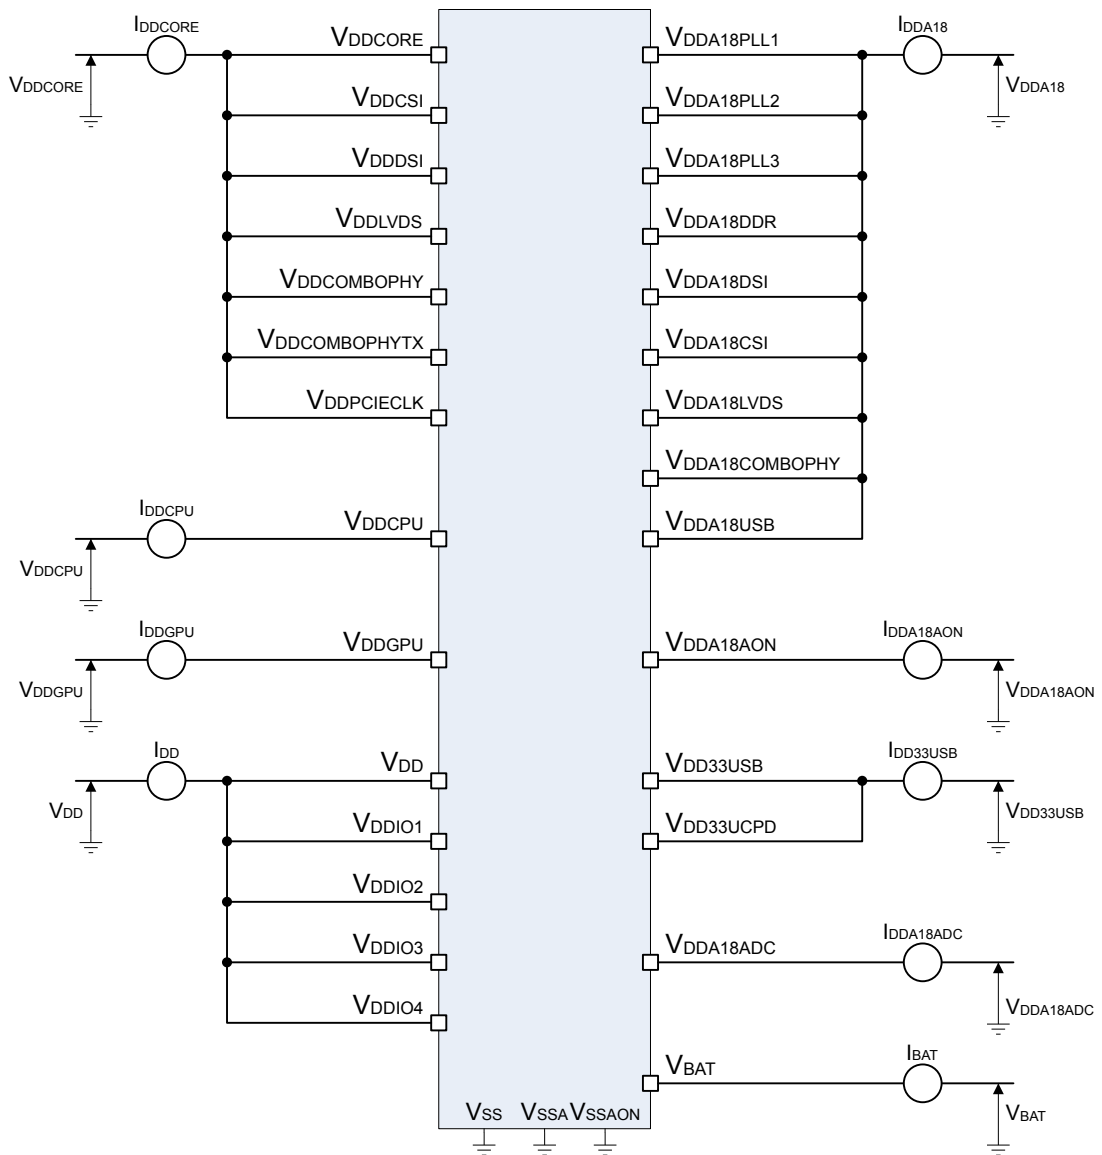 IDDCORE
VDDCORE
VDDCORE
VDDCSI
VDDDSI
VDDLVDS
VDDCOMBOPHY
VDDCOMBOPHYTX
VDDPCIECLK
IDDCPU
VDDCPU
VDDCPU
IDDGPU
VDDGPU
VDDGPU
IDD
VDD
VDD
VDDIO1
VDDIO2
VDDIO3
VDDIO4
VDDA18PLL1
IDDA18
VDDA18
VDDA18PLL2
VDDA18PLL3
VDDA18DDR
VDDA18DSI
VDDA18CSI
VDDA18LVDS
VDDA18COMBOPHY
VDDA18USB
VDDA18AON
IDDA18AON
VDDA18AON
VDD33USB
IDD33USB
VDD33USB
VDD33UCPD
VDDA18ADC
IDDA18ADC
VDDA18ADC
VBAT
IBAT
VBAT
VSS VSSA VSSAON